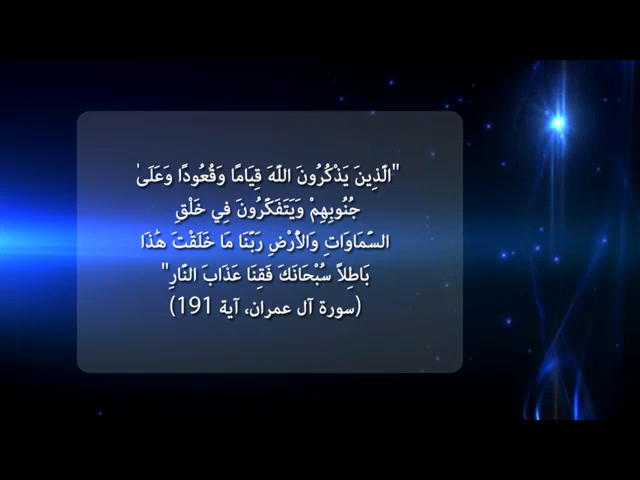 "الَّذِينَ يَذْكُرُونَ اللَّهَ قِيَامًا وَقُعُودًا وَعَلَىٰ
جُنُوبِهِمْ وَيَتَفَكَّرُونَ فِي خَلْقِ
السَّمَاوَاتِ وَالْأَرْضِ رَبَّنَا مَا خَلَقْتَ هَٰذَا
بَاطِلًا سُبْحَانَكَ فَقِنَا عَذَابَ النَّارِ"
(سورة آل عمران، آية 191)